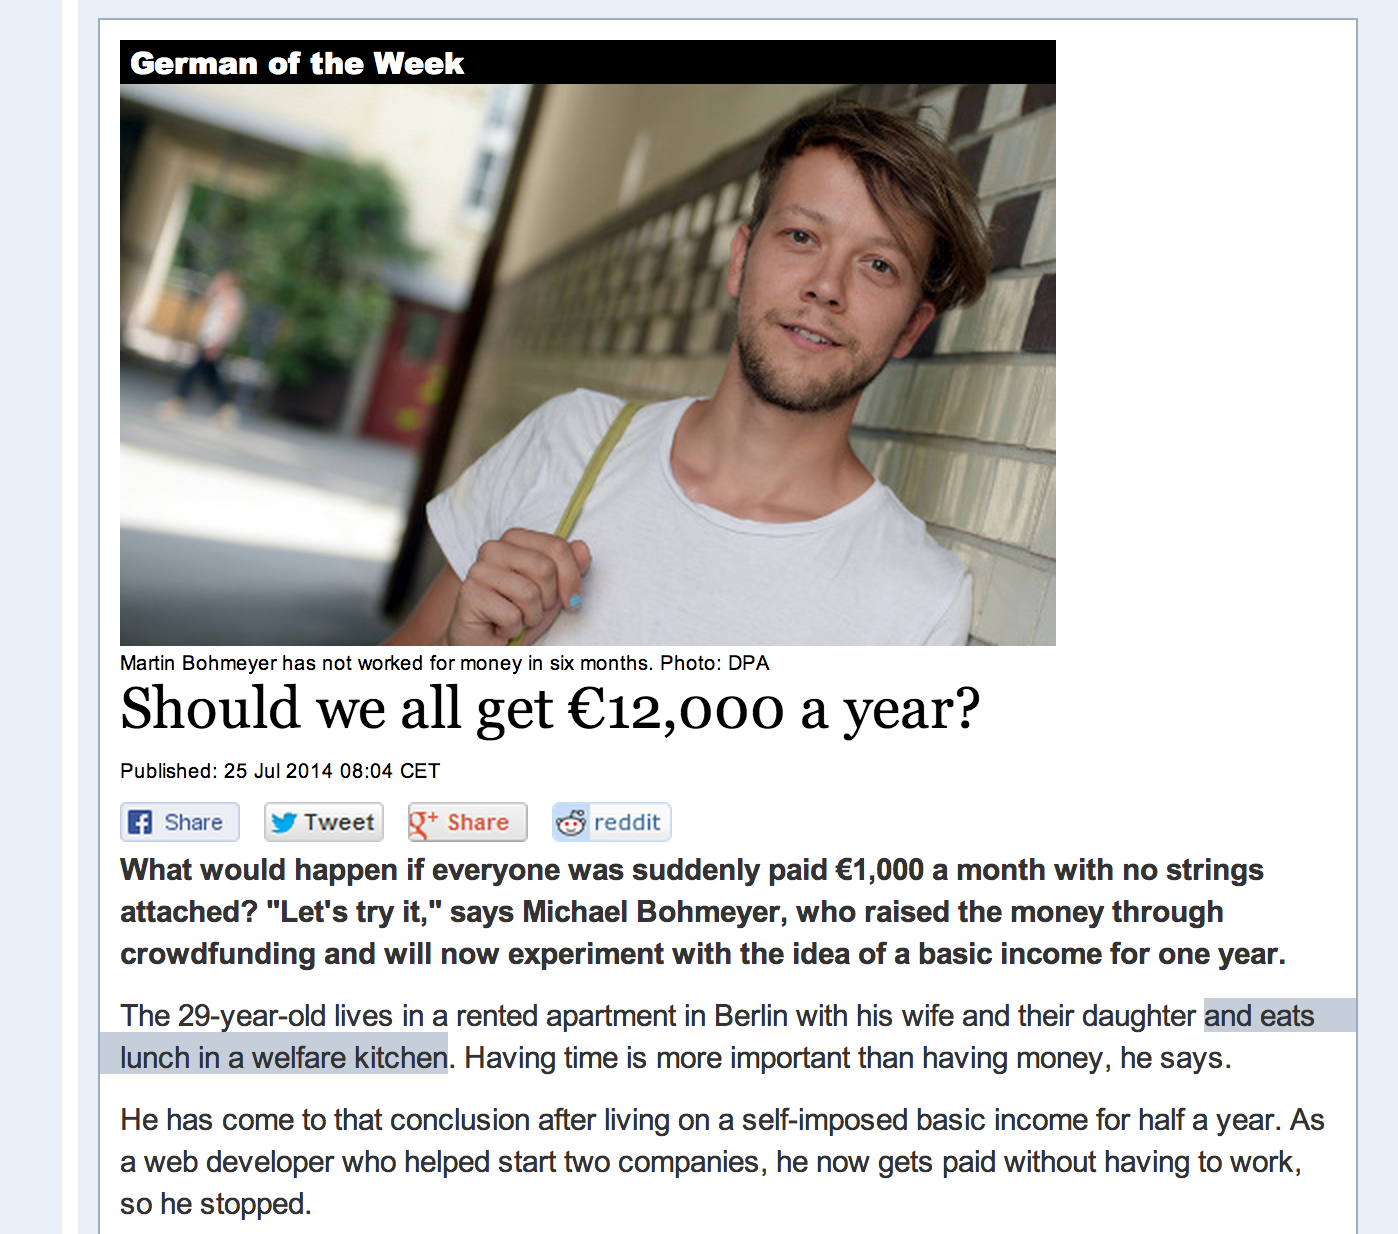 German of the Week
Martin Bohmeyer has not worked for money in six months. Photo: DPA
Should we all get €12,000 a year?
Published: 25 Jul 2014 08:04 CET
Share Tweet g+ Share reddit
What would happen if everyone was suddenly paid €1,000 a month with no strings
attached? "Let's try it," says Michael Bohmeyer, who raised the money through
crowdfunding and will now experiment with the idea of a basic income for one year.
The 29-year-old lives in a rented apartment in Berlin with his wife and their daughter and eats
lunch in a welfare kitchen. Having time is more important than having money, he says.
He has come to that conclusion after living on a self-imposed basic income for half a year. As
a web developer who helped start two companies, he now gets paid without having to work,
so he stopped.